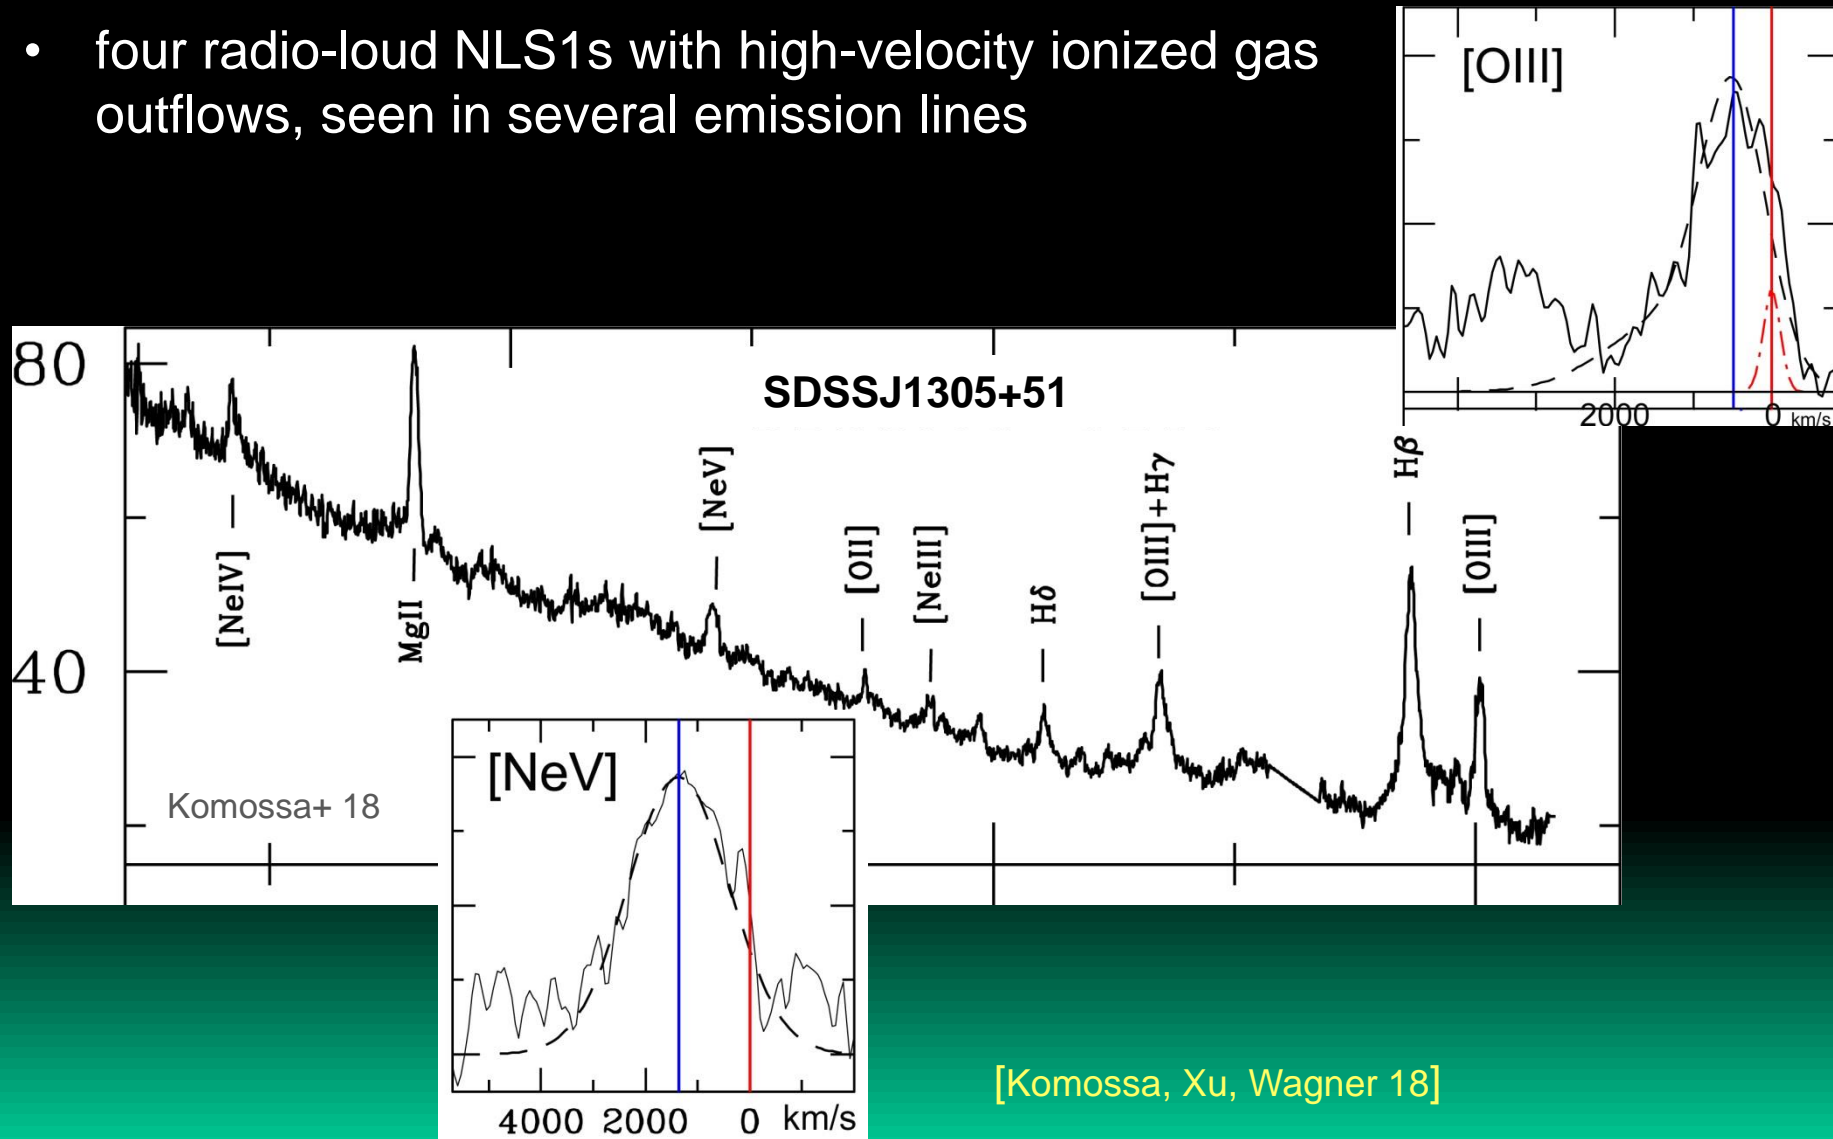 • four radio-loud NLS1s with high-velocity ionized gas
outflows, seen in several emission lines
[OIII]
2000 0 km/s
80
40
SDSSJ1305+51
[NeIV]
MgII
[NeV]
[OII]
[NeIII]
Hδ
[OIII]+Hγ
Hβ
[OIII]
Komossa+ 18
[NeV]
4000 2000 0 km/s
[Komossa, Xu, Wagner 18]